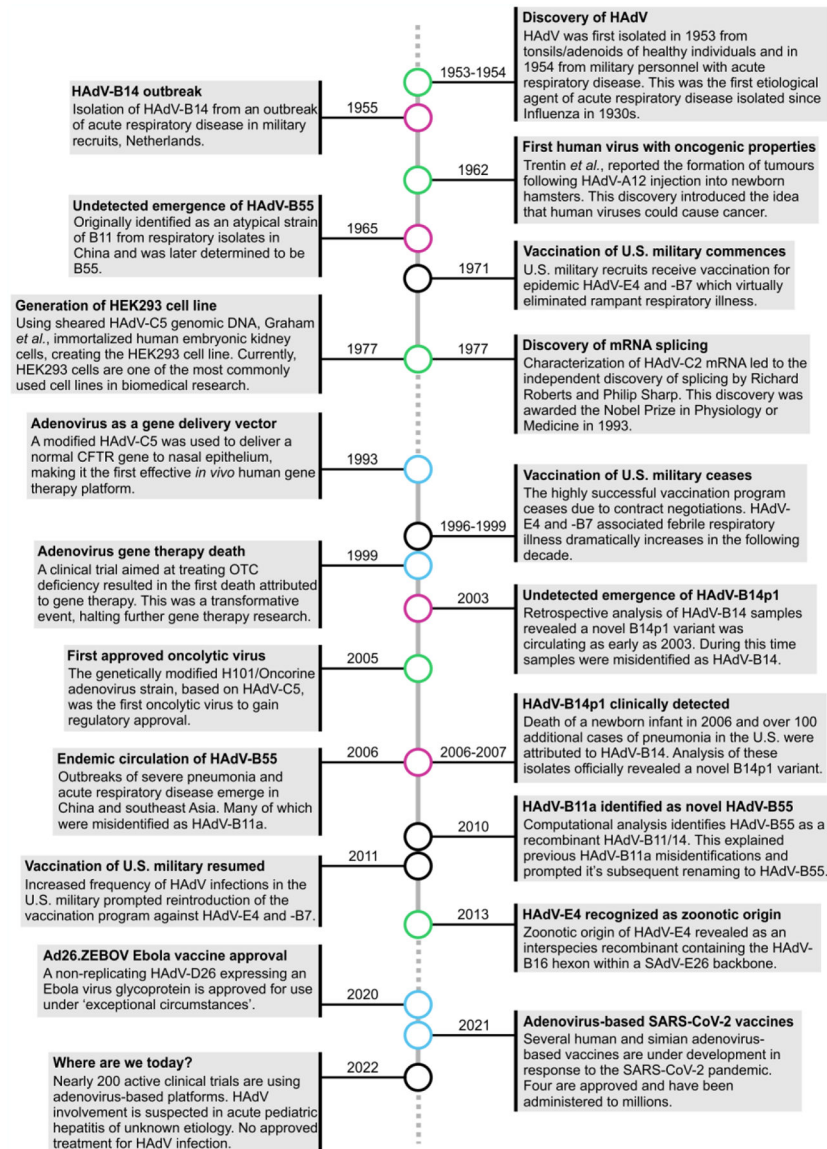 Discovery of HAdV
HAdV was first isolated in 1953 from
tonsils/adenoids of healthy individuals and in
1954 from military personnel with acute
respiratory disease. This was the first etiological
agent of acute respiratory disease isolated since
Influenza in 1930s.
1953-1954
HAdV-B14 outbreak
Isolation of HAdV-B14 from an outbreak
of acute respiratory disease in military
recruits, Netherlands.
1955
First human virus with oncogenic properties
Trentin et al., reported the formation of tumours
following HAdV-A12 injection into newborn
hamsters. This discovery introduced the idea
that human viruses could cause cancer.
1962
Undetected emergence of HAdV-B55
Originally identified as an atypical strain
of B11 from respiratory isolates in
China and was later determined to be
B55.
1965
Vaccination of U.S. military commences
U.S. military recruits receive vaccination for
epidemic HAdV-E4 and -B7 which virtually
eliminated rampant respiratory illness.
1971
Generation of HEK293 cell line
Using sheared HAdV-C5 genomic DNA, Graham
et al., immortalized human embryonic kidney
cells, creating the HEK293 cell line. Currently,
HEK293 cells are one of the most commonly
used cell lines in biomedical research.
1977
1977
Discovery of mRNA splicing
Characterization of HAdV-C2 mRNA led to the
independent discovery of splicing by Richard
Roberts and Philip Sharp. This discovery was
awarded the Nobel Prize in Physiology or
Medicine in 1993.
Adenovirus as a gene delivery vector
A modified HAdV-C5 was used to deliver a
normal CFTR gene to nasal epithelium,
making it the first effective in vivo human gene
therapy platform.
1993
Vaccination of U.S. military ceases
The highly successful vaccination program
ceases due to contract negotiations. HAdV-
E4 and -B7 associated febrile respiratory
illness dramatically increases in the following
decade.
1996-1999
Adenovirus gene therapy death
A clinical trial aimed at treating OTC
deficiency resulted in the first death attributed
to gene therapy. This was a transformative
event, halting further gene therapy research.
1999
Undetected emergence of HAdV-B14p1
Retrospective analysis of HAdV-B14 samples
revealed a novel B14p1 variant was
circulating as early as 2003. During this time
samples were misidentified as HAdV-B14.
2003
First approved oncolytic virus
The genetically modified H101/Oncorine
adenovirus strain, based on HAdV-C5,
was the first oncolytic virus to gain
regulatory approval.
2005
HAdV-B14p1 clinically detected
Death of a newborn infant in 2006 and over 100
additional cases of pneumonia in the U.S. were
attributed to HAdV-B14. Analysis of these
isolates officially revealed a novel B14p1 variant.
2006-2007
Endemic circulation of HAdV-B55
Outbreaks of severe pneumonia and
acute respiratory disease emerge in
China and southeast Asia. Many of which
were misidentified as HAdV-B11a.
2006
HAdV-B11a identified as novel HAdV-B55
Computational analysis identifies HAdV-B55 as a
recombinant HAdV-B11/14. This explained
previous HAdV-B11a misidentifications and
prompted it's subsequent renaming to HAdV-B55.
2010
Vaccination of U.S. military resumed
Increased frequency of HAdV infections in the
U.S. military prompted reintroduction of the
vaccination program against HAdV-E4 and -B7.
2011
HAdV-E4 recognized as zoonotic origin
Zoonotic origin of HAdV-E4 revealed as an
interspecies recombinant containing the HAdV-
B16 hexon within a SAdV-E26 backbone.
2013
Ad26.ZEBOV Ebola vaccine approval
A non-replicating HAdV-D26 expressing an
Ebola virus glycoprotein is approved for use
under 'exceptional circumstances'.
2020
Adenovirus-based SARS-CoV-2 vaccines
Several human and simian adenovirus-
based vaccines are under development in
response to the SARS-CoV-2 pandemic.
Four are approved and have been
administered to millions.
2021
Where are we today?
Nearly 200 active clinical trials are using
adenovirus-based platforms. HAdV
involvement is suspected in acute pediatric
hepatitis of unknown etiology. No approved
treatment for HAdV infection.
2022